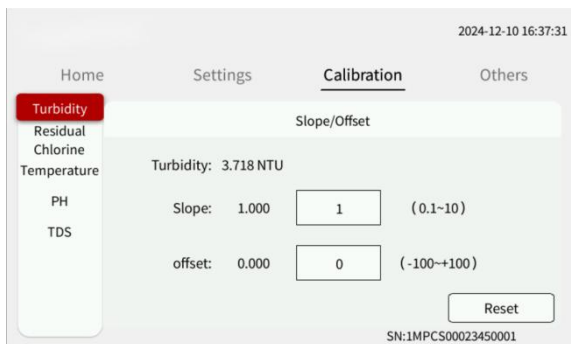 2024-12-10 16:37:31
Home Settings Calibration Others
Turbidity
Residual
Chlorine
Temperature
PH
TDS
Slope/Offset
Turbidity: 3.718 NTU
Slope: 1.000 1 (0.1~10)
offset: 0.000 0 (-100~+100)
Reset
SN:1MPCS00023450001